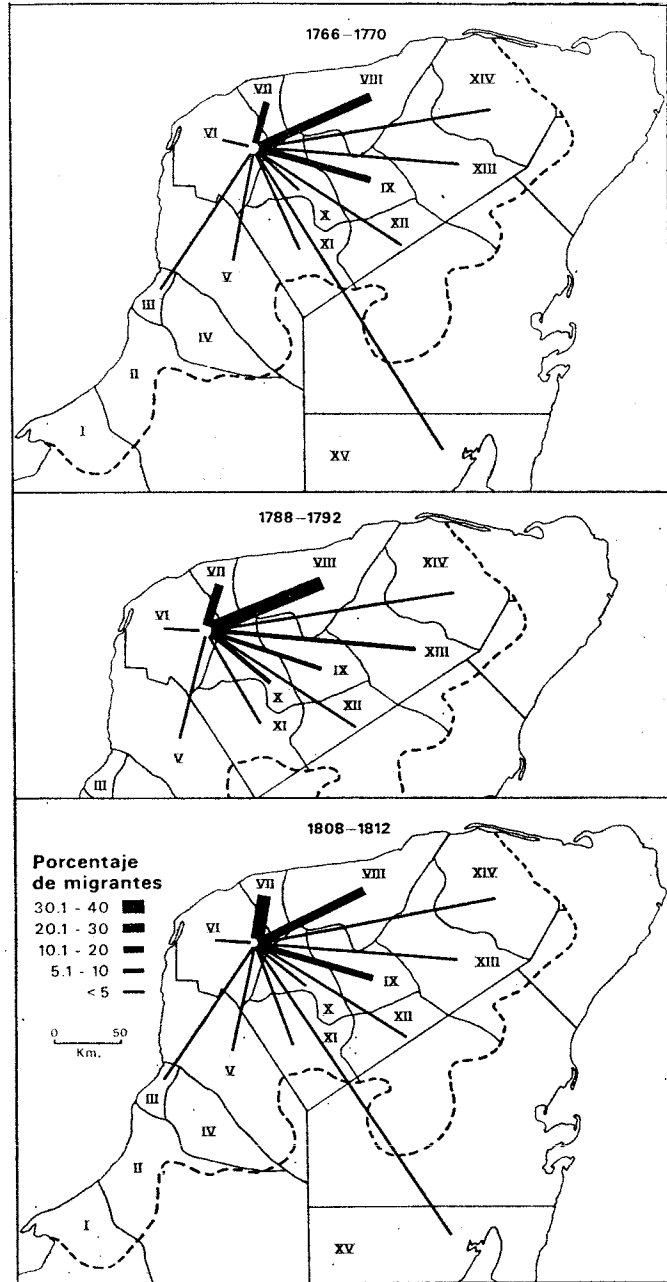 1766–1770
VIII
XIV
VII
VI
XIII
IX
X
XII
XI
V
III
IV
II
I
XV
1788–1792
VIII
VII
XIV
VI
XIII
IX
X
XII
XI
V
III
1808–1812
Porcentaje
de migrantes
30.1 - 40
20.1 - 30
10.1 - 20
5.1 - 10
<5
0 50
Km.
VIII
VII
XIV
VI
XIII
IX
X
XII
XI
V
III
IV
II
I
XV